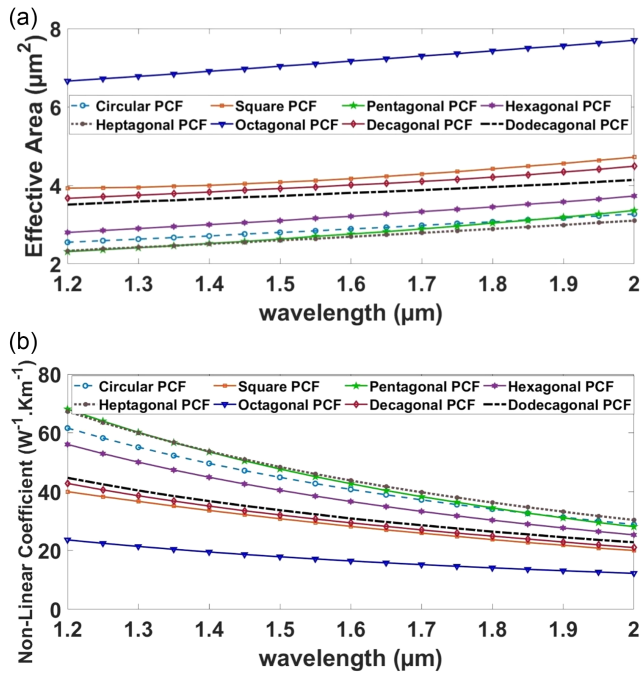 (a)
8
6
4
2
Effective Area (µm²)
Circular PCF Square PCF Pentagonal PCF Hexagonal PCF
Heptagonal PCF Octagonal PCF Decagonal PCF Dodecagonal PCF
1.2 1.3 1.4 1.5 1.6 1.7 1.8 1.9 2
wavelength (µm)
(b)
80
60
40
20
0
Non-Linear Coefficient (W⁻¹.Km⁻¹)
Circular PCF Square PCF Pentagonal PCF Hexagonal PCF
Heptagonal PCF Octagonal PCF Decagonal PCF Dodecagonal PCF
1.2 1.3 1.4 1.5 1.6 1.7 1.8 1.9 2
wavelength (µm)